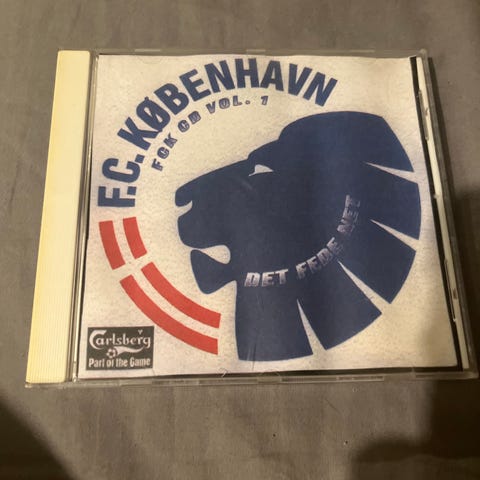 F.C. KØBENHAVN
FCK CD VOL. 1
DET FEDE NET
Carlsberg
Part of the Game